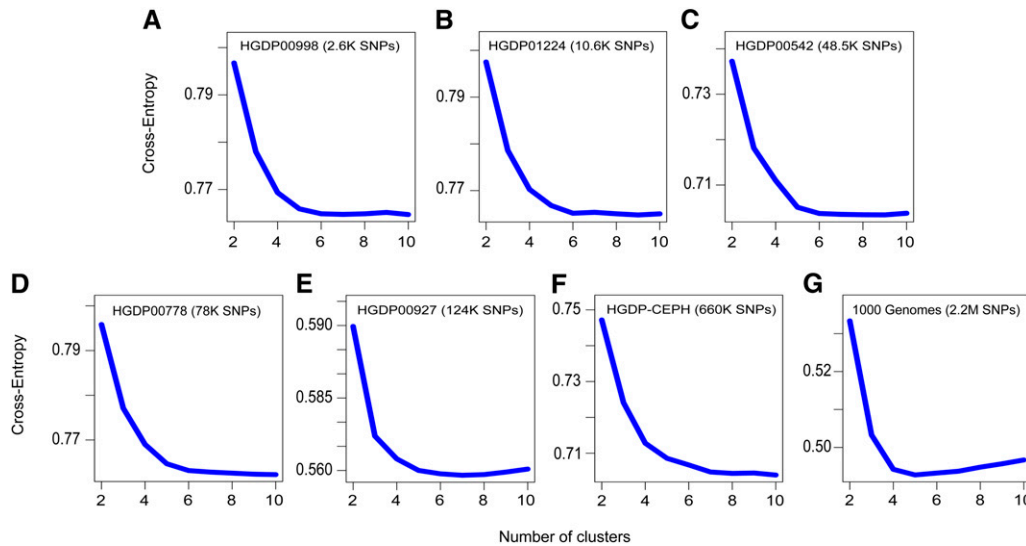 A
HGDP00998 (2.6K SNPs)
0.79
0.77
2 4 6 8 10
B
HGDP01224 (10.6K SNPs)
0.79
0.77
2 4 6 8 10
C
HGDP00542 (48.5K SNPs)
0.73
0.71
2 4 6 8 10
Cross-Entropy
D
HGDP00778 (78K SNPs)
0.79
0.77
2 4 6 8 10
E
HGDP00927 (124K SNPs)
0.590
0.585
0.560
2 4 6 8 10
F
HGDP-CEPH (660K SNPs)
0.75
0.73
0.71
2 4 6 8 10
G
1000 Genomes (2.2M SNPs)
0.52
0.50
2 4 6 8 10
Cross-Entropy
Number of clusters